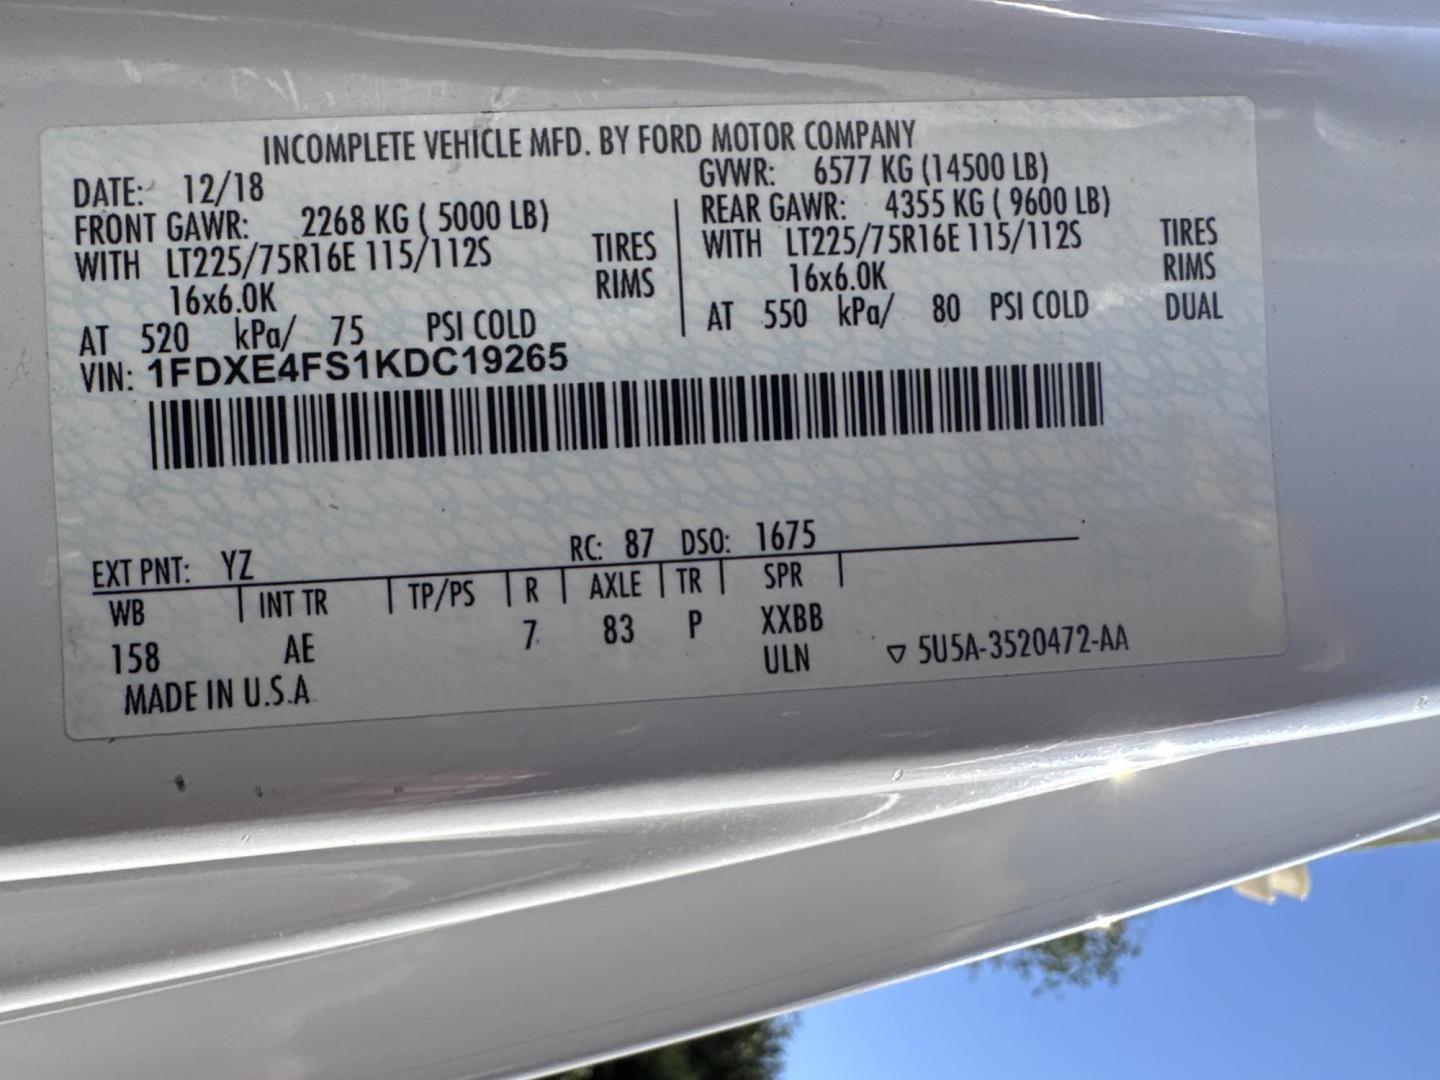 INCOMPLETE VEHICLE MFD. BY FORD MOTOR COMPANY
DATE: 12/18 GVWR: 6577 KG (14500 LB)
FRONT GAWR: 2268 KG ( 5000 LB) REAR GAWR: 4355 KG ( 9600 LB)
WITH LT225/75R16E 115/112S TIRES WITH LT225/75R16E 115/112S TIRES
16x6.0K RIMS 16x6.0K RIMS
AT 520 kPa/ 75 PSI COLD AT 550 kPa/ 80 PSI COLD DUAL
VIN: 1FDXE4FS1KDC19265
EXT PNT: YZ RC: 87 DSO: 1675
WB INT TR TP/PS R AXLE TR SPR
158 AE 7 83 P XXBB
ULN 5U5A-3520472-AA
MADE IN U.S.A